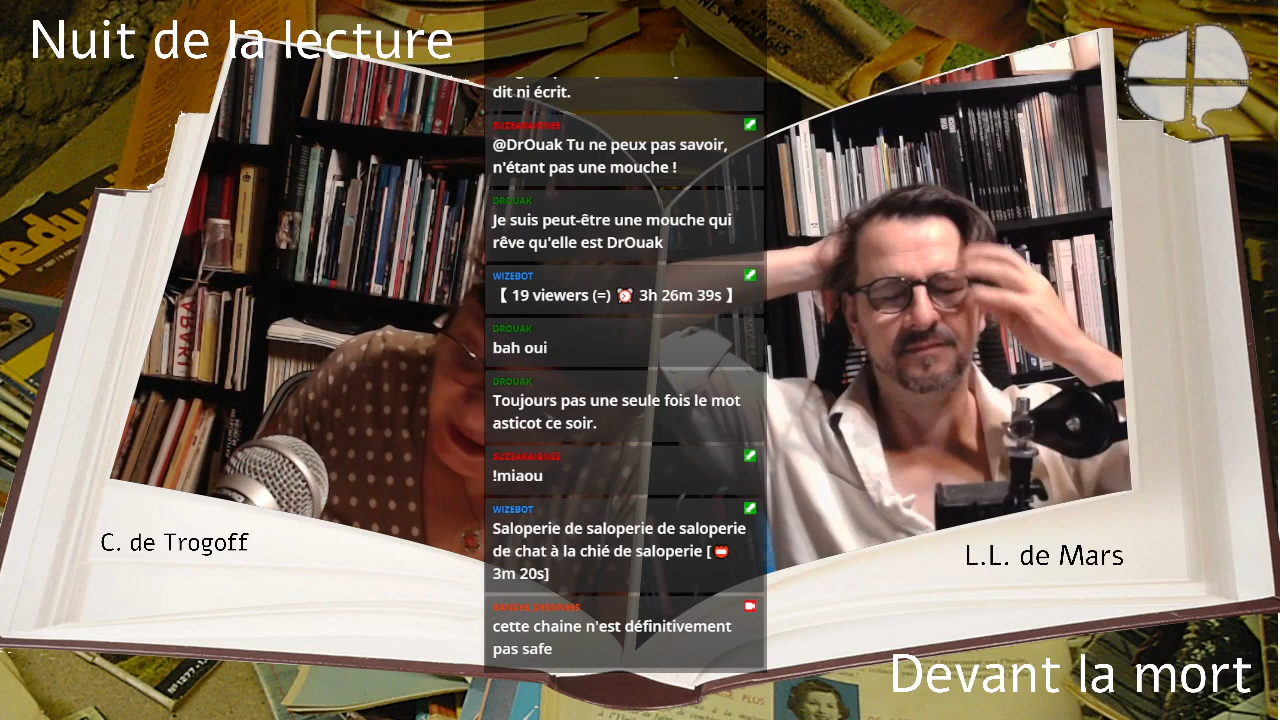 Nuit de la lecture
dit ni écrit.
SUZEARAIGNEE
@DrOuak Tu ne peux pas savoir,
n'étant pas une mouche !
DROUAK
Je suis peut-être une mouche qui
rêve qu'elle est DrOuak
WIZEBOT
【 19 viewers (=) ⏰ 3h 26m 39s 】
DROUAK
bah oui
DROUAK
Toujours pas une seule fois le mot
asticot ce soir.
SUZEARAIGNEE
!miaou
WIZEBOT
Saloperie de saloperie de saloperie
de chat à la chié de saloperie [📛
3m 20s]
BANDES_DESSINEES
cette chaine n'est définitivement
pas safe
C. de Trogoff
L.L. de Mars
Devant la mort